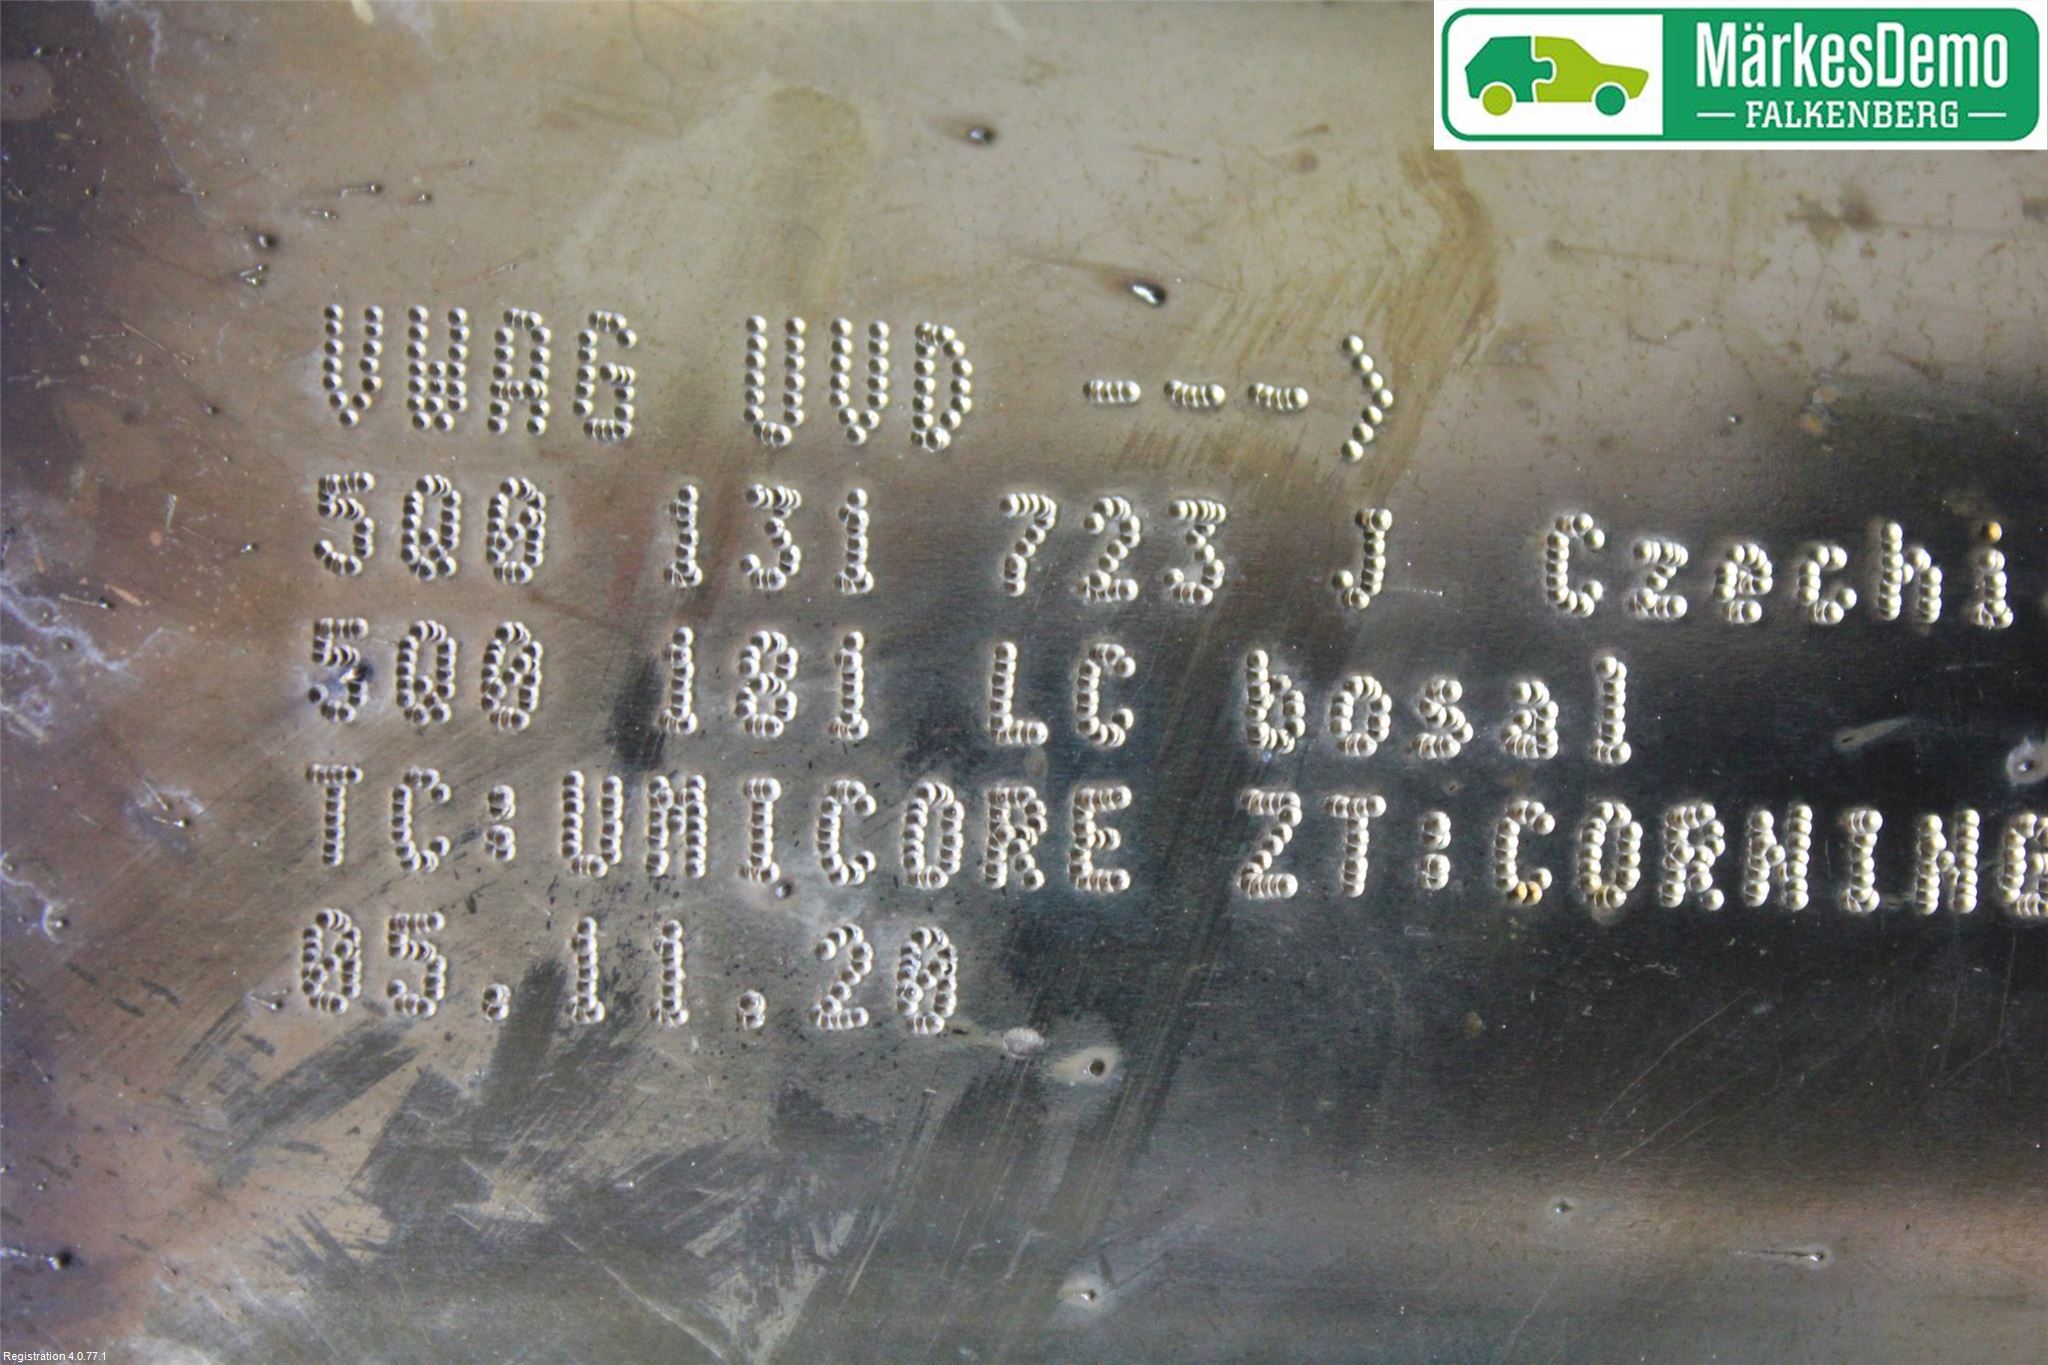 MärkesDemo
FALKENBERG
VWAG UVD --->
5Q0 131 723 J Czechi
5Q0 181 LC bosal
TC:UMICORE ZT:CORNING
05.11.20
Registration 4.0.77.1